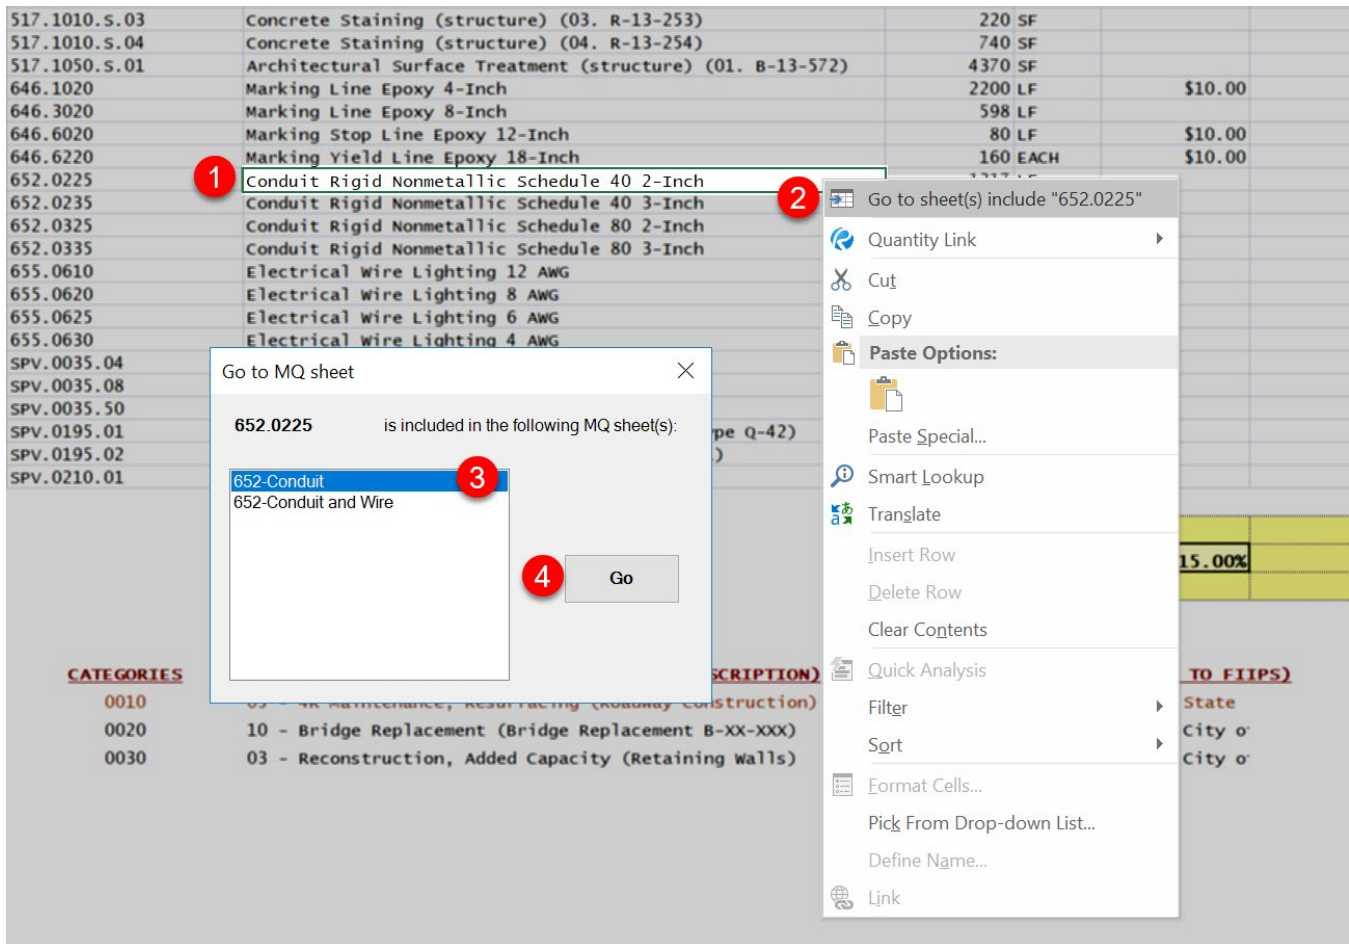 517.1010.S.03 Concrete Staining (structure) (03. R-13-253) 220 SF
517.1010.S.04 Concrete Staining (structure) (04. R-13-254) 740 SF
517.1050.S.01 Architectural Surface Treatment (structure) (01. B-13-572) 4370 SF
646.1020 Marking Line Epoxy 4-Inch 2200 LF $10.00
646.3020 Marking Line Epoxy 8-Inch 598 LF
646.6020 Marking Stop Line Epoxy 12-Inch 80 LF $10.00
646.6220 Marking Yield Line Epoxy 18-Inch 160 EACH $10.00
652.0225 1 Conduit Rigid Nonmetallic Schedule 40 2-Inch
652.0235 Conduit Rigid Nonmetallic Schedule 40 3-Inch
652.0325 Conduit Rigid Nonmetallic Schedule 80 2-Inch
652.0335 Conduit Rigid Nonmetallic Schedule 80 3-Inch
655.0610 Electrical Wire Lighting 12 AWG
655.0620 Electrical Wire Lighting 8 AWG
655.0625 Electrical Wire Lighting 6 AWG
655.0630 Electrical Wire Lighting 4 AWG
SPV.0035.04
SPV.0035.08
SPV.0035.50
SPV.0195.01 pe Q-42)
SPV.0195.02 )
SPV.0210.01
2 Go to sheet(s) include "652.0225"
Quantity Link
Cut
Copy
Paste Options:
Paste Special...
Smart Lookup
Translate
Insert Row
Delete Row
Clear Contents
Quick Analysis
Filter
Sort
Format Cells...
Pick From Drop-down List...
Define Name...
Link
Go to MQ sheet
652.0225 is included in the following MQ sheet(s):
652-Conduit 3
652-Conduit and Wire
4 Go
15.00%
CATEGORIES SCRIPTION) TO FIIPS)
0010 Maintenance, Resurfacing (Roadway Construction) State
0020 10 - Bridge Replacement (Bridge Replacement B-XX-XXX) City o
0030 03 - Reconstruction, Added Capacity (Retaining Walls) City o